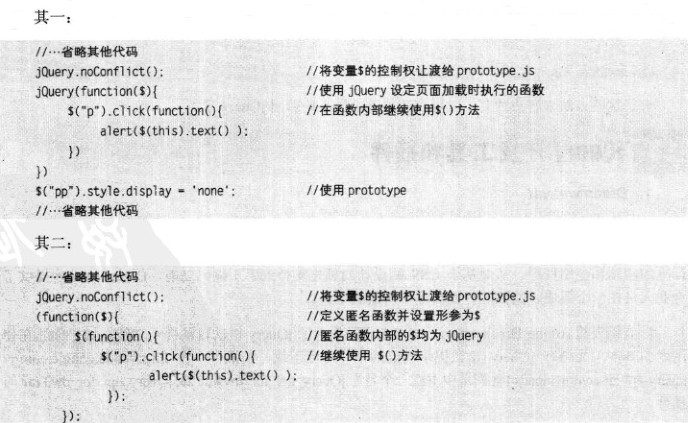 其一：
//…省略其他代码
jQuery.noConflict(); //将变量$的控制权让渡给 prototype.js
jQuery(function($){ //使用 jQuery 设定页面加载时执行的函数
$("p").click(function(){ //在函数内部继续使用$()方法
alert($(this).text() );
})
})
$("pp").style.display = 'none'; //使用 prototype
//…省略其他代码
其二：
//…省略其他代码
jQuery.noConflict(); //将变量$的控制权让渡给 prototype.js
(function($){ //定义匿名函数并设置形参为$
$(function(){ //匿名函数内部的$均为 jQuery
$("p").click(function(){ //继续使用 $()方法
alert($(this).text() );
});
});